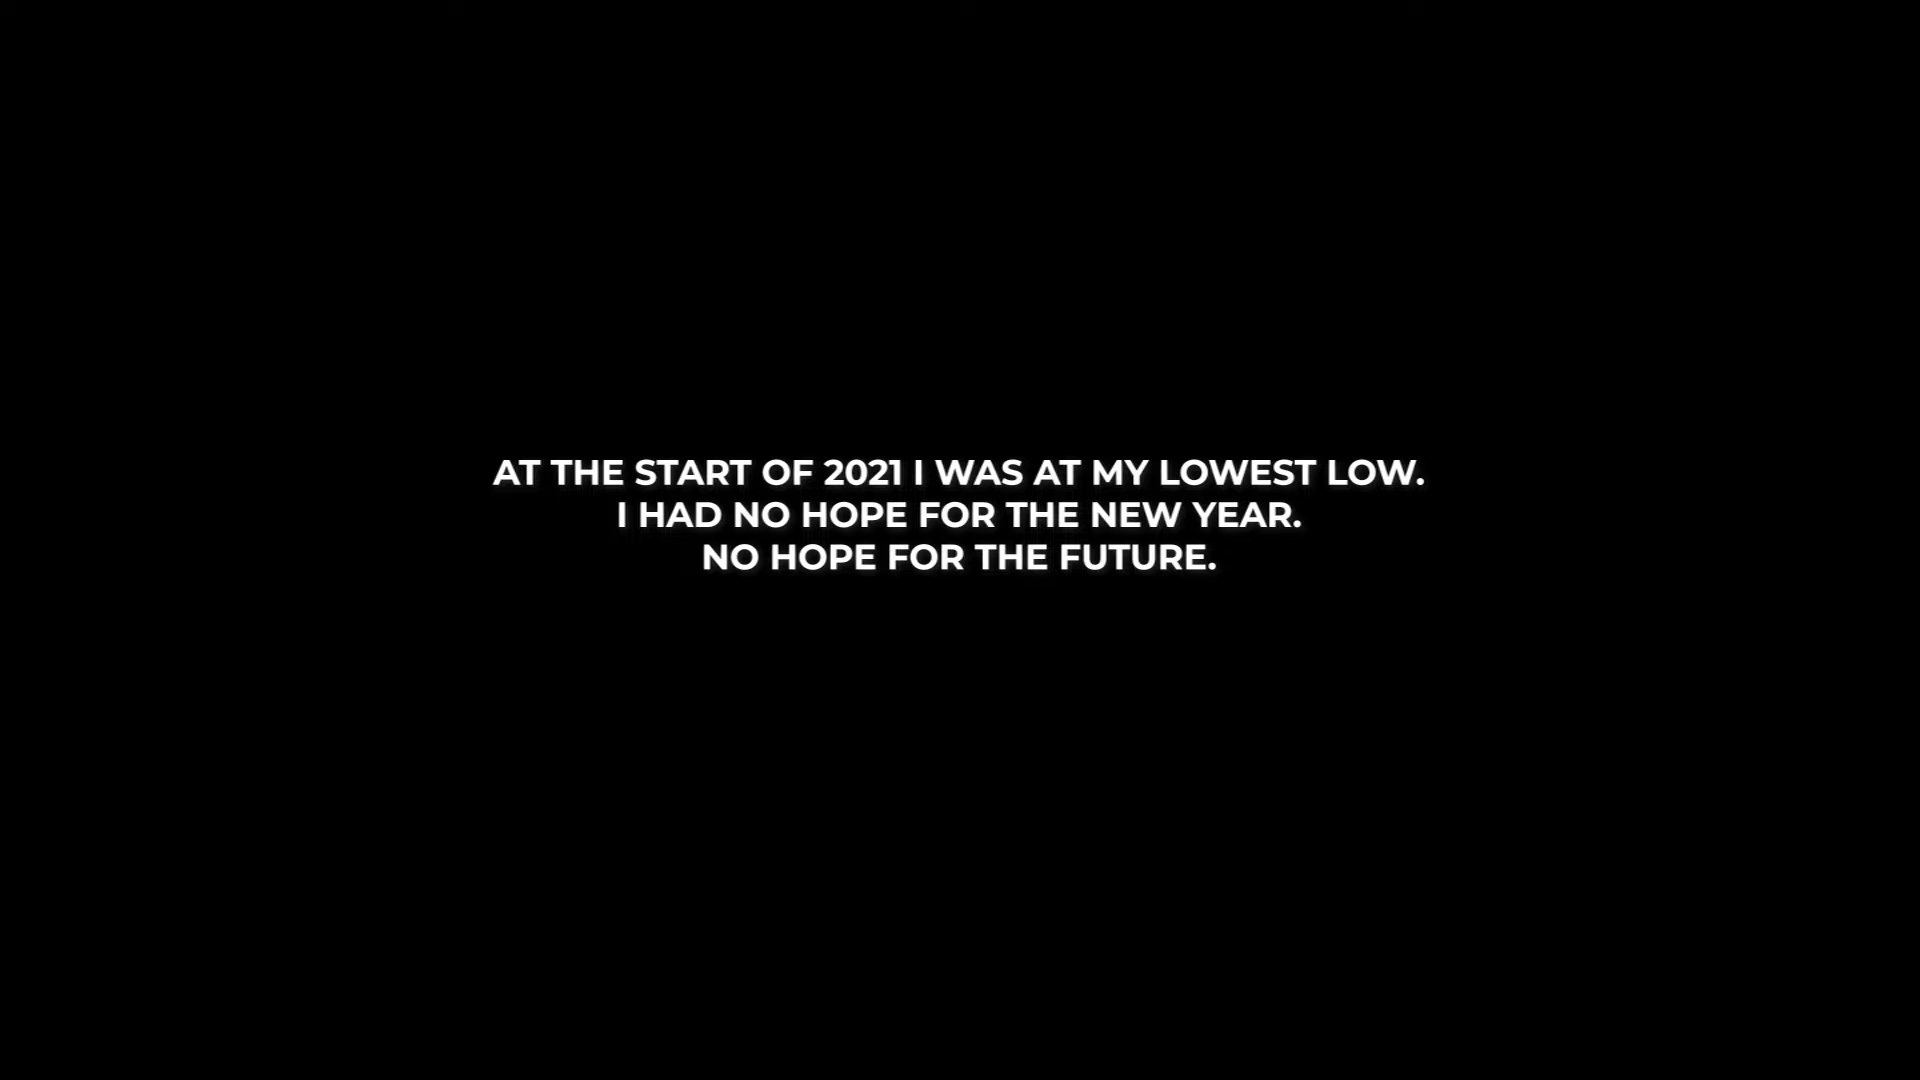 AT THE START OF 2021 I WAS AT MY LOWEST LOW.
I HAD NO HOPE FOR THE NEW YEAR.
NO HOPE FOR THE FUTURE.